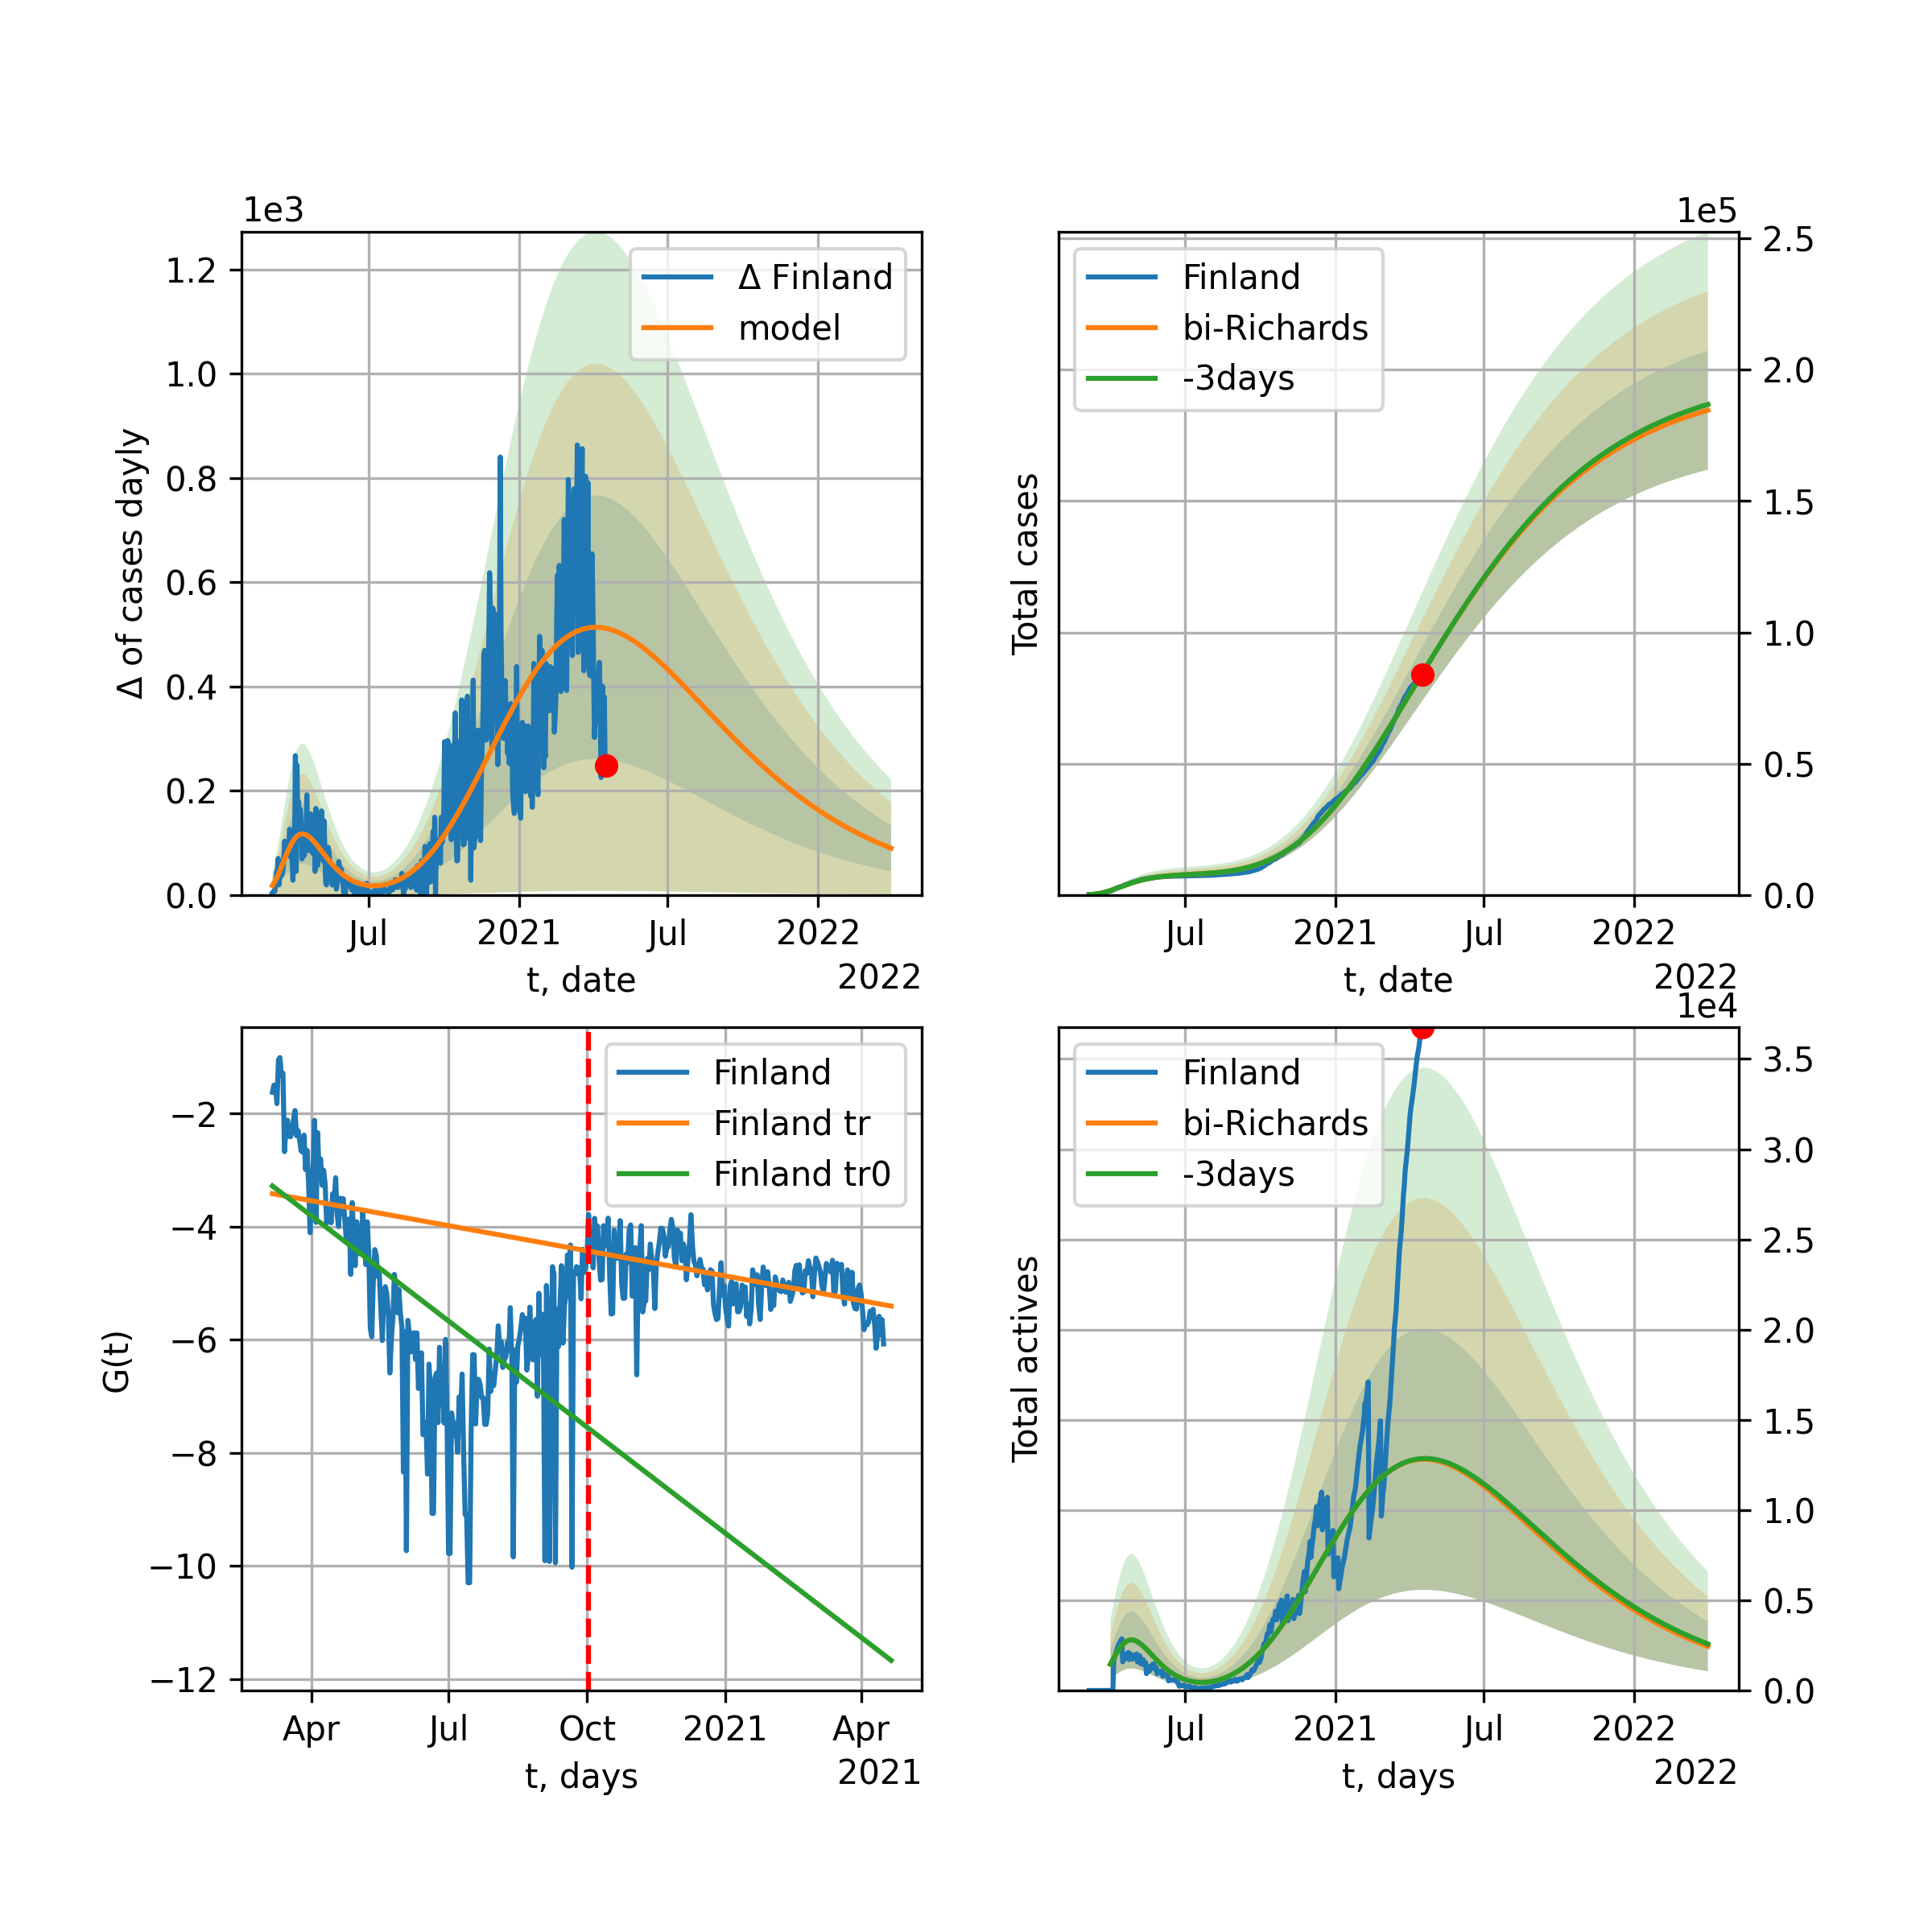 1e3
1.2
1.0
0.8
0.6
0.4
0.2
0.0
Δ of cases dayly
Δ Finland
model
Jul
2021
Jul
2022
t, date
2022
1e5
2.5
2.0
1.5
1.0
0.5
0.0
Total cases
Finland
bi-Richards
-3days
Jul
2021
Jul
2022
t, date
2022
−2
−4
−6
−8
−10
−12
G(t)
Finland
Finland tr
Finland tr0
Apr
Jul
Oct
2021
Apr
t, days
2021
1e4
3.5
3.0
2.5
2.0
1.5
1.0
0.5
0.0
Total actives
Finland
bi-Richards
-3days
Jul
2021
Jul
2022
t, days
2022